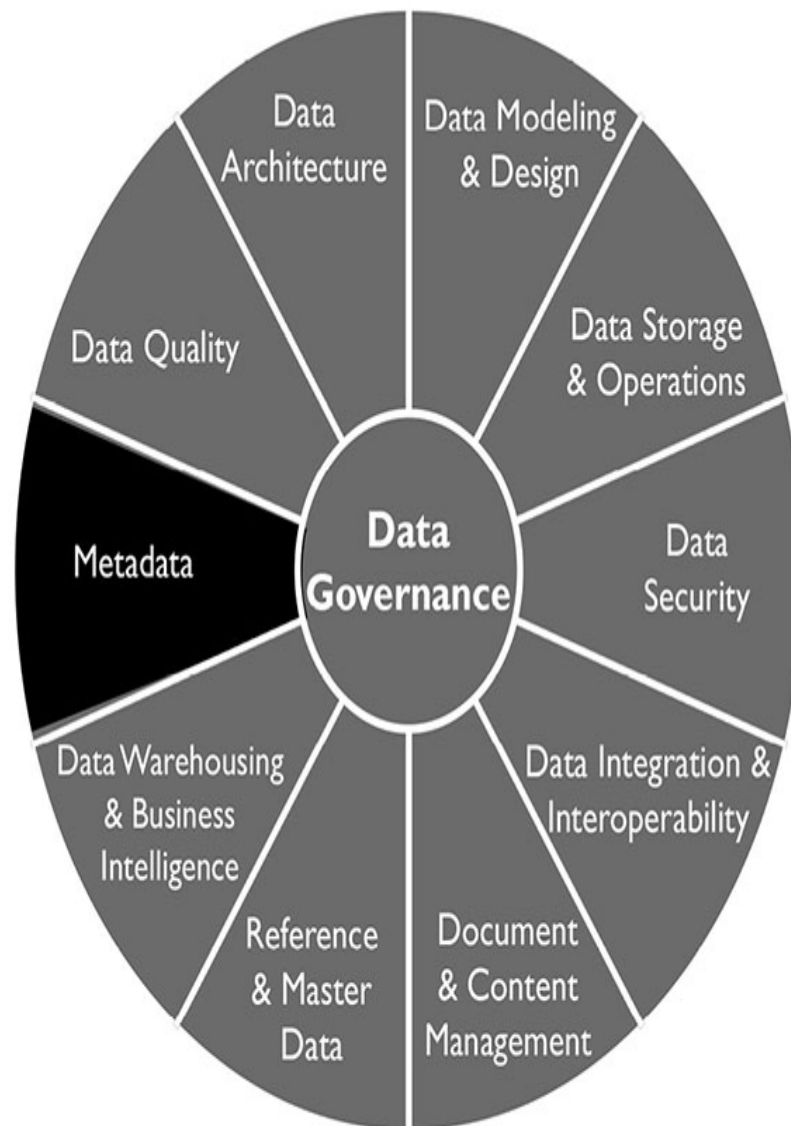 Data
Architecture
Data Modeling
& Design
Data Storage
& Operations
Data
Security
Data Integration &
Interoperability
Document
& Content
Management
Reference
& Master
Data
Data Warehousing
& Business
Intelligence
Metadata
Data Quality
Data
Governance